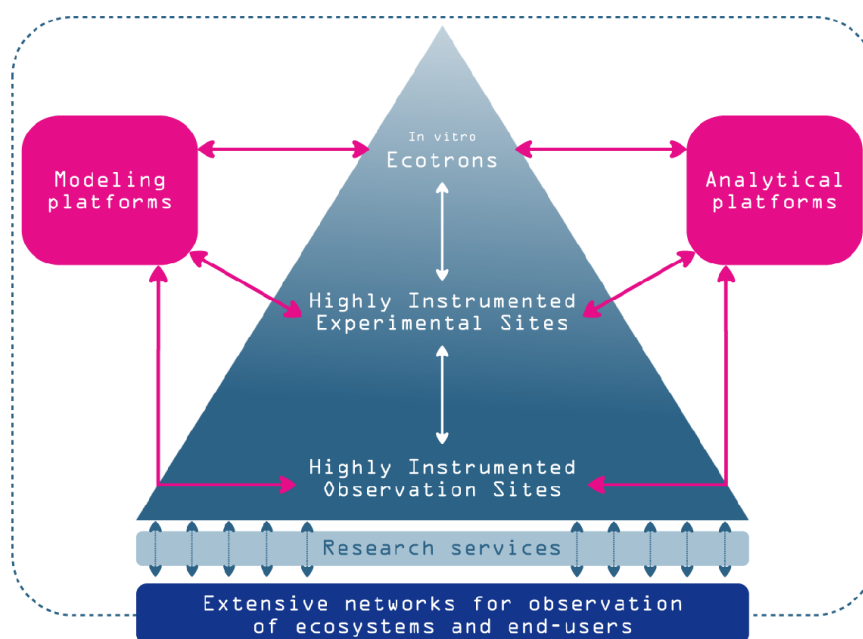 In vitro
Ecotrons
Modeling
platforms
Analytical
platforms
Highly Instrumented
Experimental Sites
Highly Instrumented
Observation Sites
Research services
Extensive networks for observation
of ecosystems and end-users